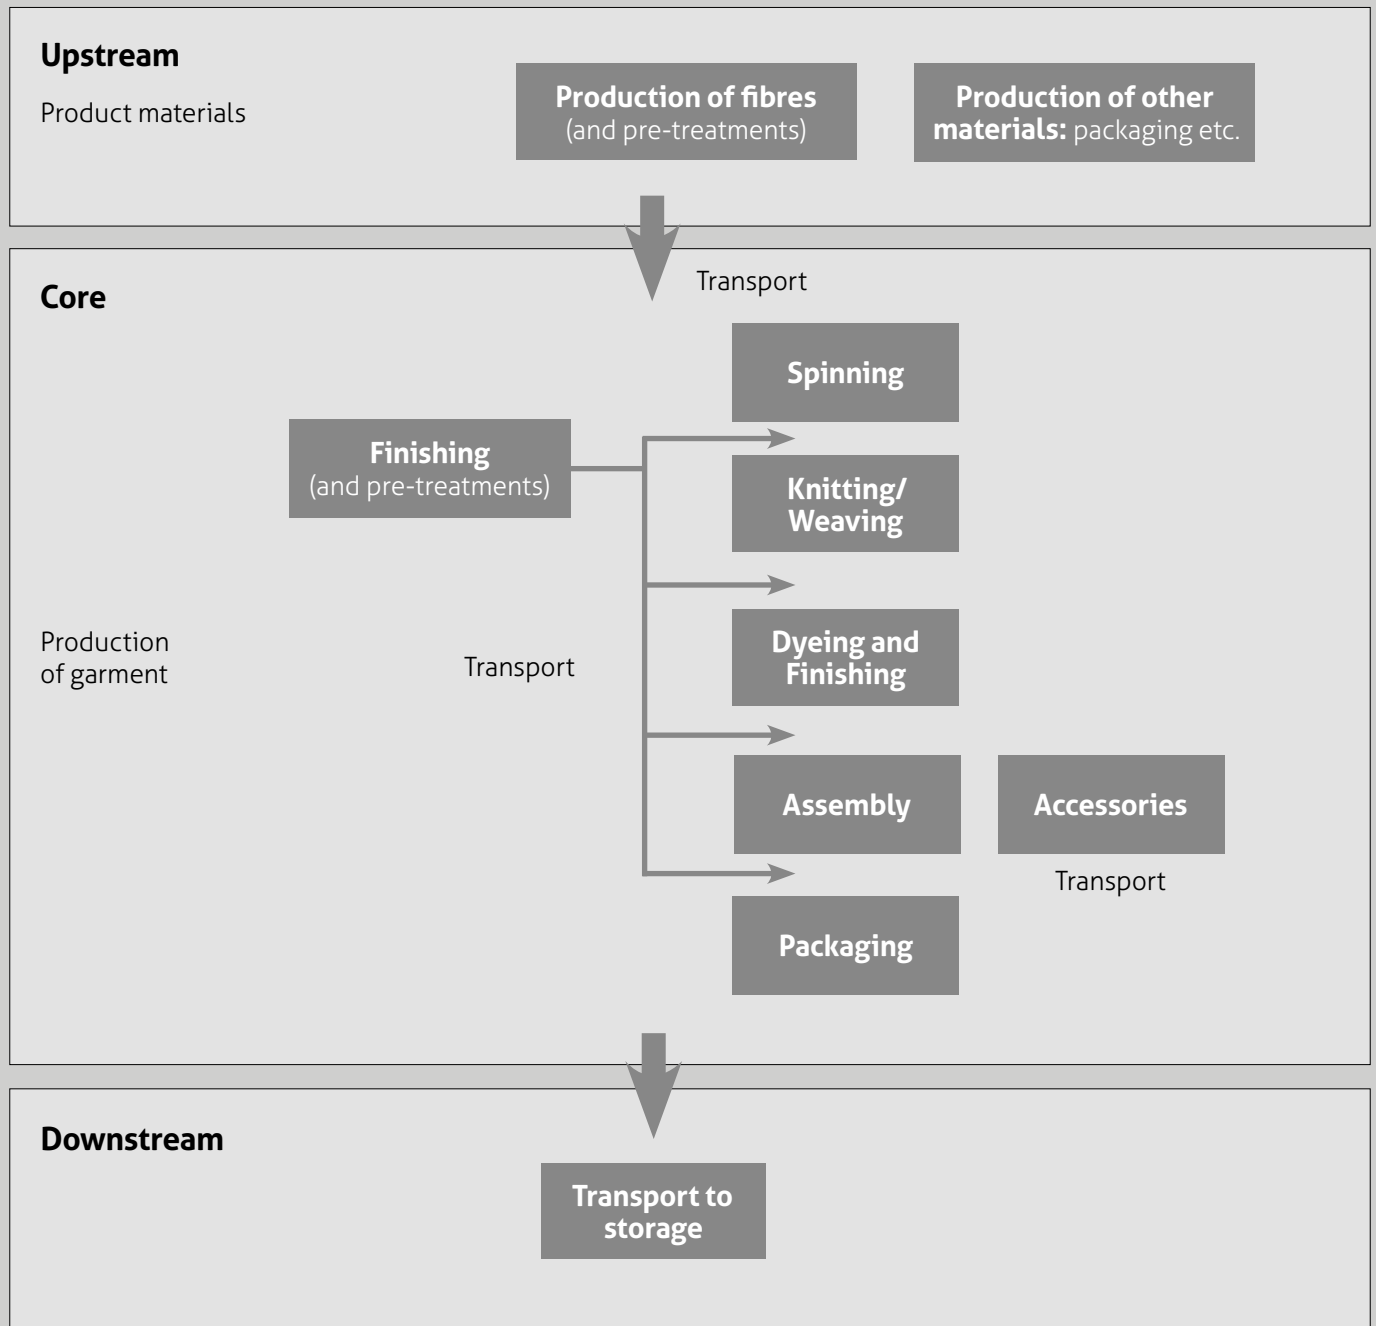 Upstream
Product materials
Production of fibres
(and pre-treatments)
Production of other
materials: packaging etc.
Core
Transport
Spinning
Finishing
(and pre-treatments)
Knitting/
Weaving
Production
of garment
Transport
Dyeing and
Finishing
Assembly
Accessories
Transport
Packaging
Downstream
Transport to
storage